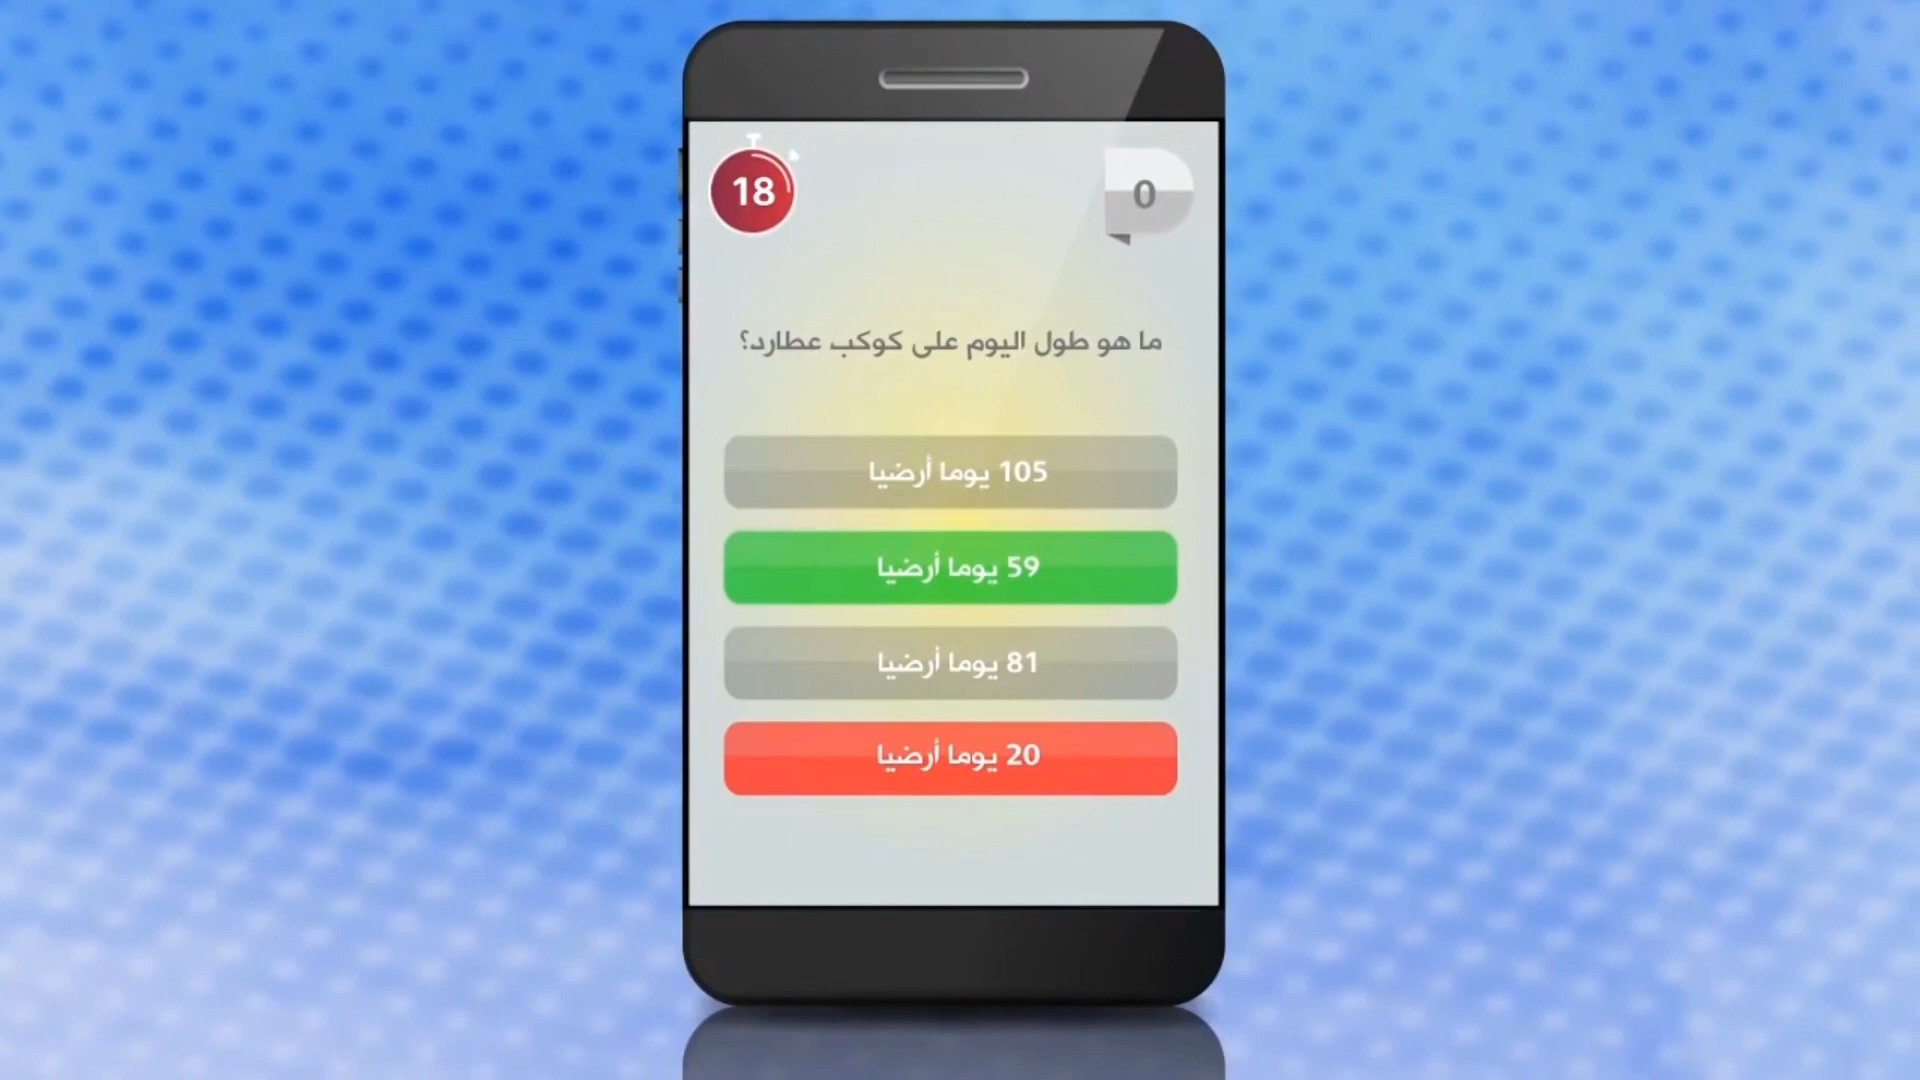 18
0
ما هو طول اليوم على كوكب عطارد؟
105 يوما أرضيا
59 يوما أرضيا
81 يوما أرضيا
20 يوما أرضيا